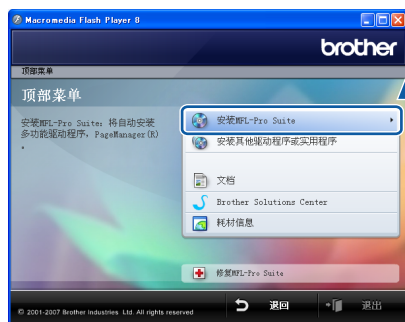 Macromedia Flash Player 8
brother
顶部菜单
顶部菜单
安装MFL-Pro Suite: 将自动安装
多功能驱动程序, PageManager(R)
。
安装MFL-Pro Suite
安装其他驱动程序或实用程序
文档
Brother Solutions Center
耗材信息
修复MFL-Pro Suite
© 2001-2007 Brother Industries Ltd. All rights reserved
退回
退出